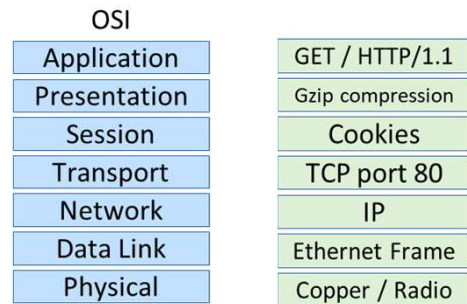 OSI
Application
GET / HTTP/1.1
Presentation
Gzip compression
Session
Cookies
Transport
TCP port 80
Network
IP
Data Link
Ethernet Frame
Physical
Copper / Radio